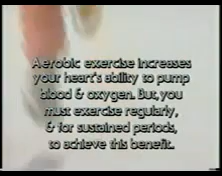 Aerobic exercise increases
your heart's ability to pump
blood & oxygen. But, you
must exercise regularly,
& for sustained periods,
to achieve this benefit.